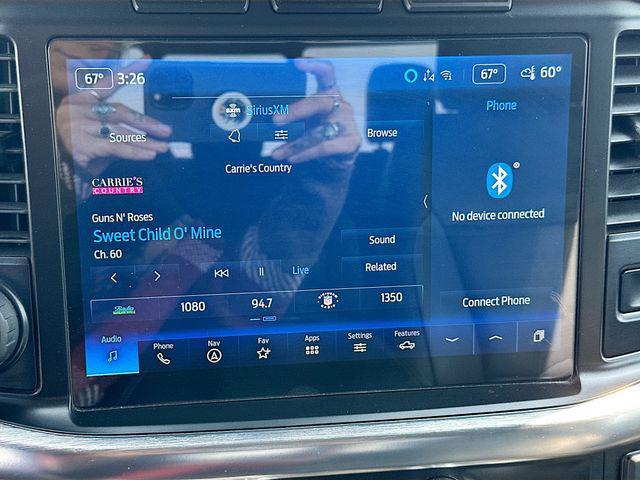 67° 3:26 67° 60°
sxm SiriusXM
Phone
Sources Browse
Carrie's Country
CARRIE'S
COUNTRY
Guns N' Roses
Sweet Child O' Mine
Ch. 60
No device connected
Sound
Live
Related
1080 94.7 1350
Connect Phone
Audio Phone Nav Fav Apps Settings Features